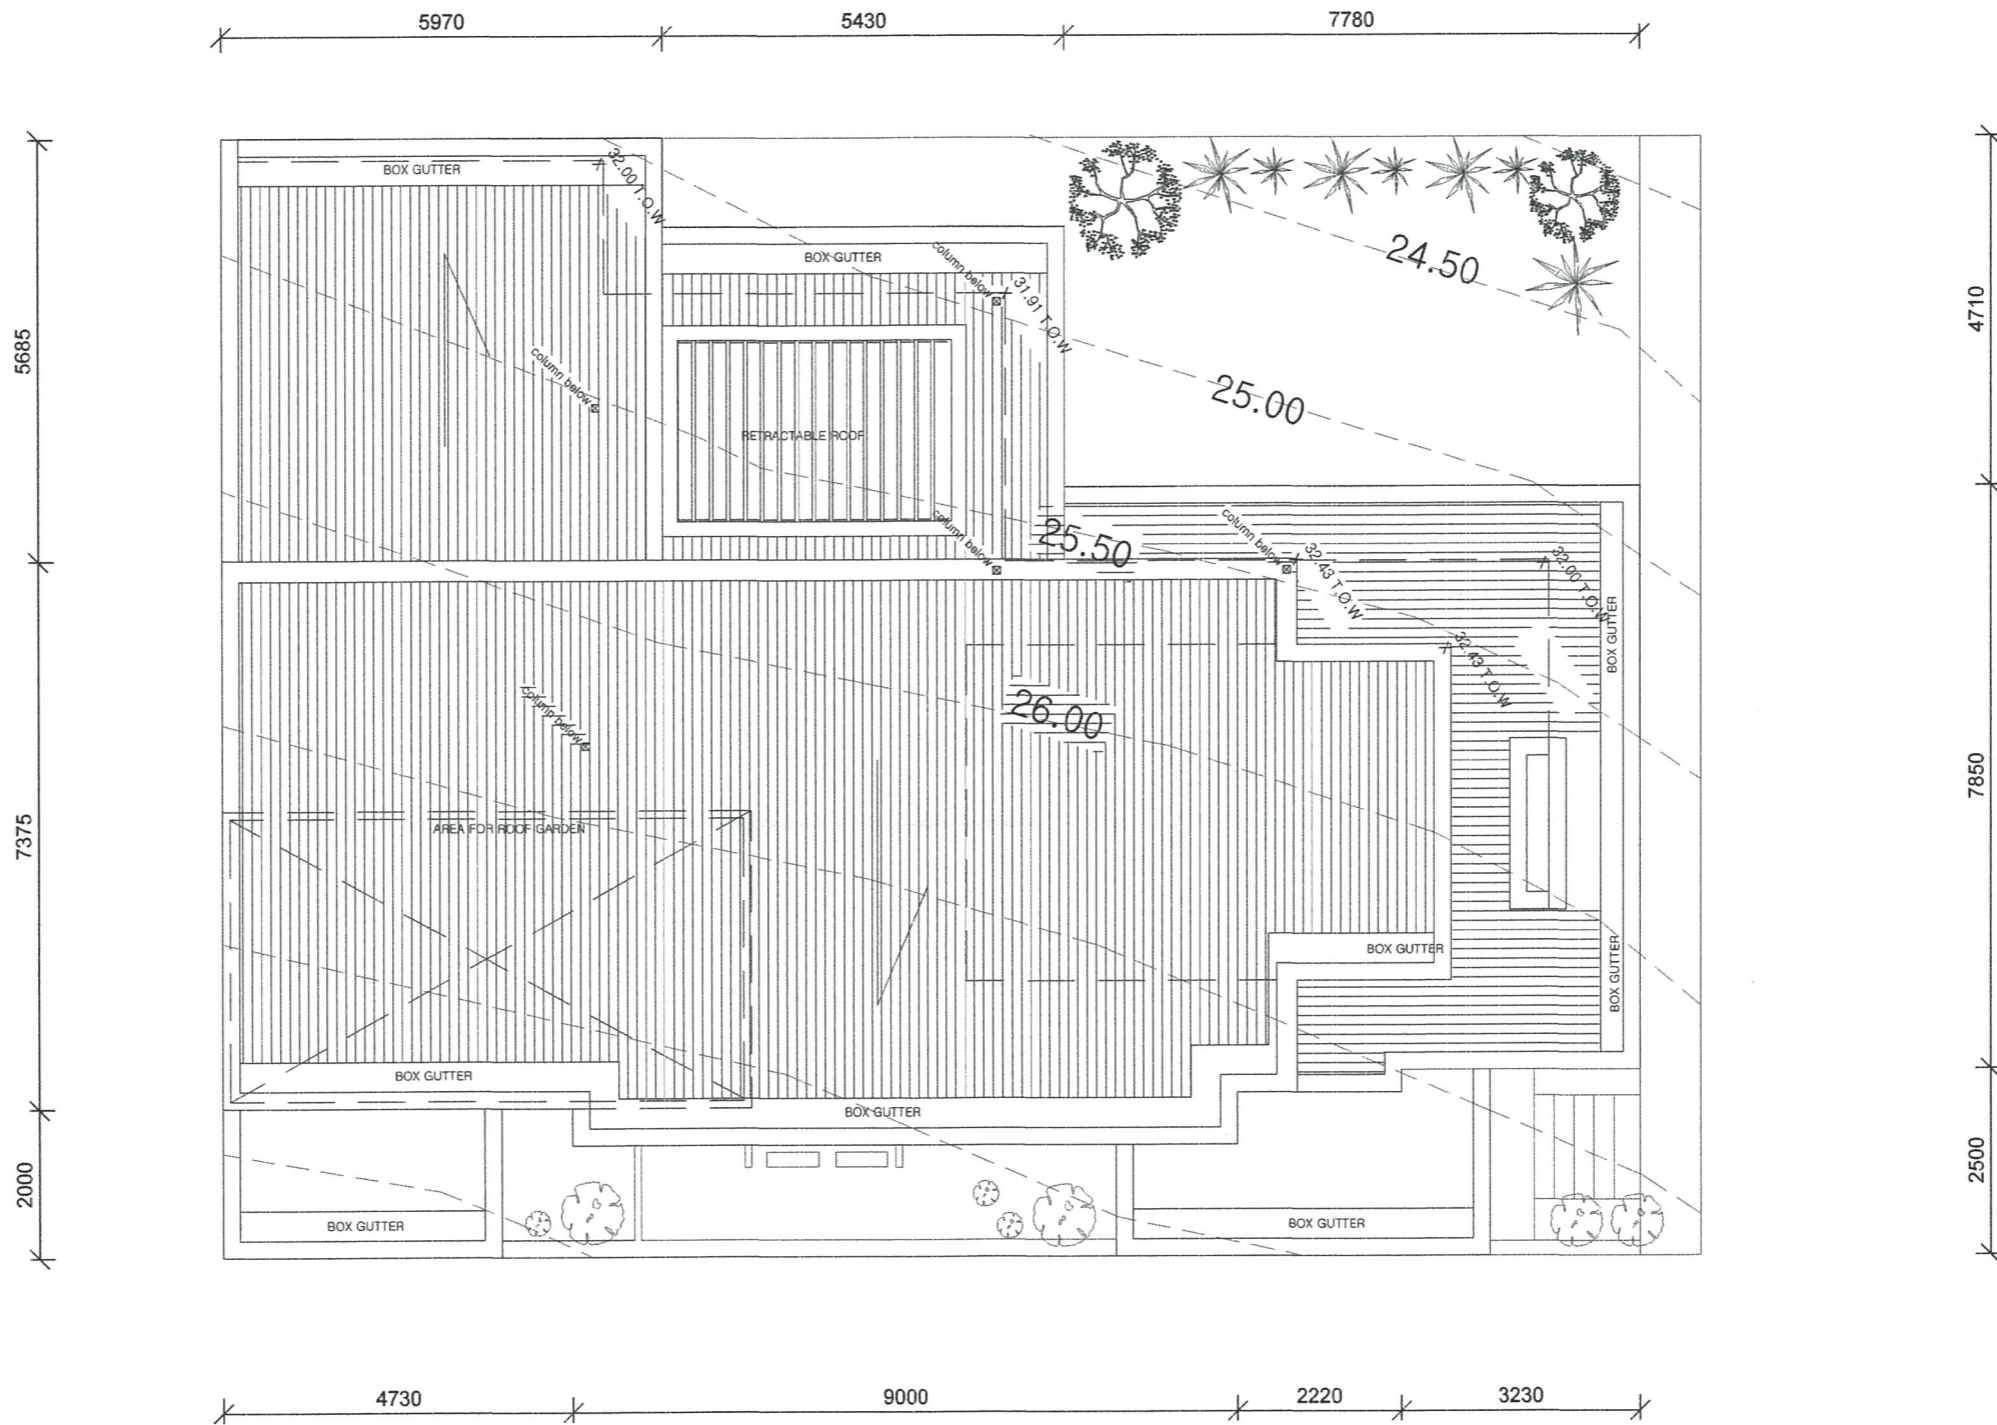 5970
5430
7780
BOX GUTTER
32.00 T.O.W
BOX GUTTER
column below
31.91 T.O.W
24.50
5685
4710
column below
25.00
RETRACTABLE ROOF
column below
25.50
column below
32.43 T.O.W
32.00 T.O.W
BOX GUTTER
32.43 T.O.W
column below
26.00
7375
7850
AREA FOR ROOF GARDEN
BOX GUTTER
BOX GUTTER
BOX GUTTER
BOX GUTTER
2000
2500
BOX GUTTER
BOX GUTTER
4730
9000
2220
3230